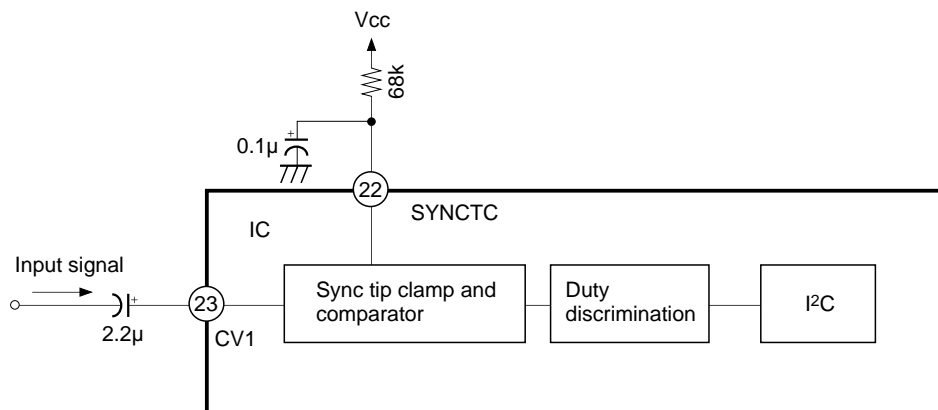 Vcc
68k
+
0.1µ
22
SYNCTC
IC
Input signal
+
2.2µ
23
CV1
Sync tip clamp and
comparator
Duty
discrimination
I²C